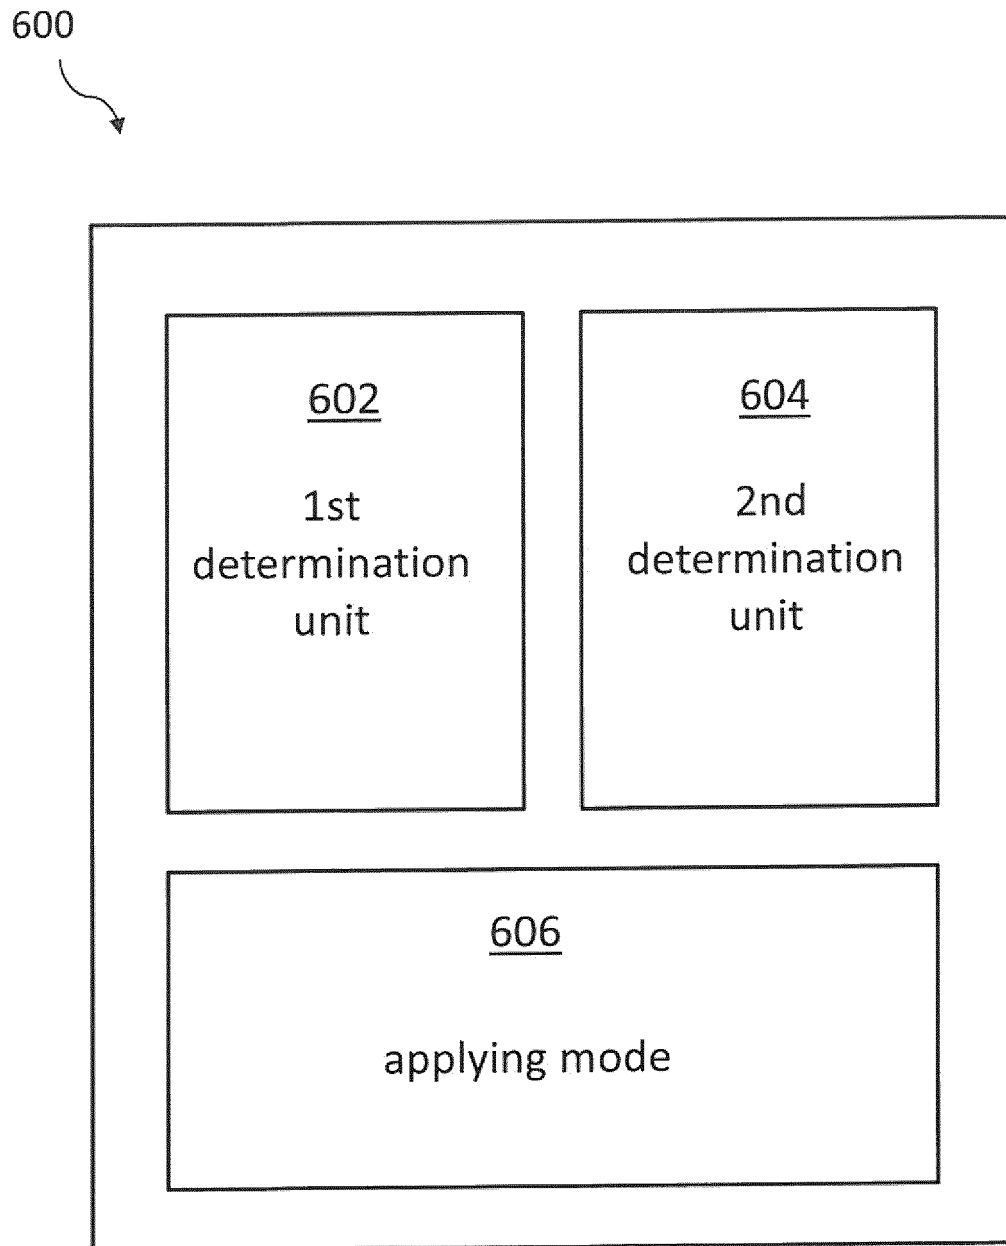 600
602
1st
determination
unit
604
2nd
determination
unit
606
applying mode